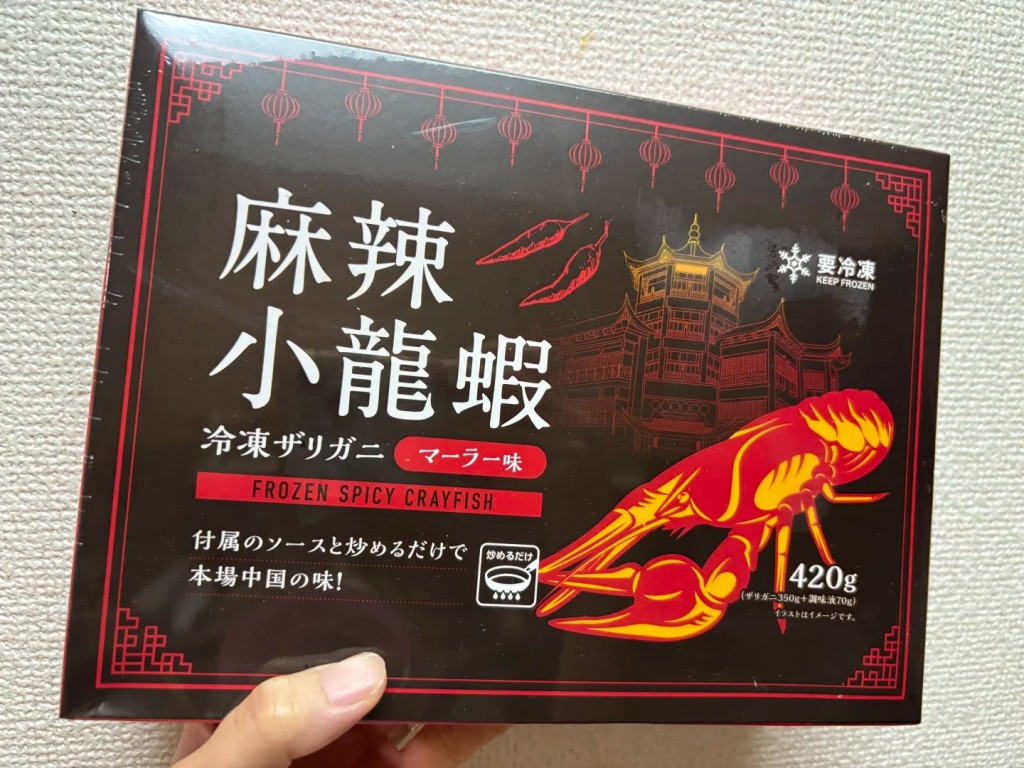 麻辣
小龍蝦
冷凍ザリガニ マーラー味
FROZEN SPICY CRAYFISH
付属のソースと炒めるだけで
本場中国の味!
炒めるだけ
要冷凍
KEEP FROZEN
420g
(ザリガニ350g+調味液70g)
イラストはイメージです。